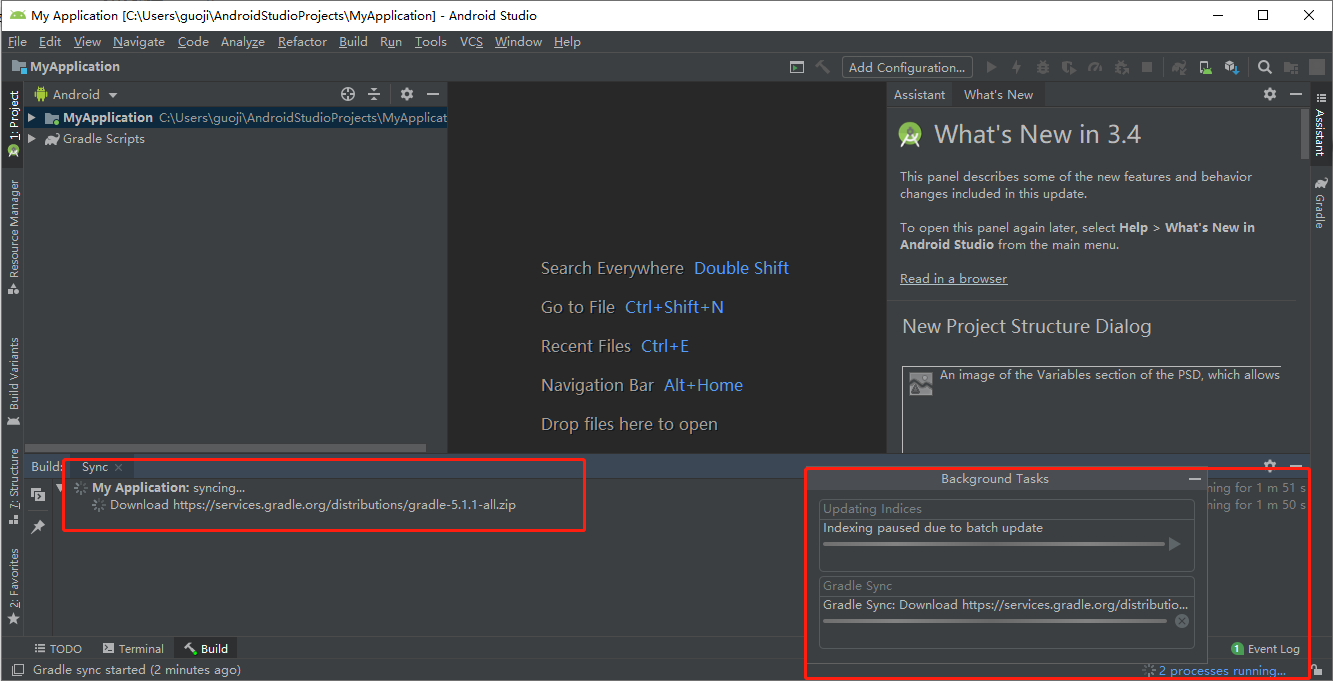 My Application [C:\Users\guoji\AndroidStudioProjects\MyApplication] - Android Studio
File Edit View Navigate Code Analyze Refactor Build Run Tools VCS Window Help
MyApplication
Add Configuration...
1: Project
Resource Manager
Build Variants
7: Structure
2: Favorites
Android
MyApplication C:\Users\guoji\AndroidStudioProjects\MyApplicat
Gradle Scripts
Search Everywhere Double Shift
Go to File Ctrl+Shift+N
Recent Files Ctrl+E
Navigation Bar Alt+Home
Drop files here to open
Assistant What's New
What's New in 3.4
This panel describes some of the new features and behavior
changes included in this update.
To open this panel again later, select Help > What's New in
Android Studio from the main menu.
Read in a browser
New Project Structure Dialog
An image of the Variables section of the PSD, which allows
Assistant
Gradle
Build: Sync
My Application: syncing...
Download https://services.gradle.org/distributions/gradle-5.1.1-all.zip
ning for 1 m 51 s
ning for 1 m 50 s
Background Tasks
Updating Indices
Indexing paused due to batch update
Gradle Sync
Gradle Sync: Download https://services.gradle.org/distributio...
TODO Terminal Build
1 Event Log
Gradle sync started (2 minutes ago)
2 processes running...